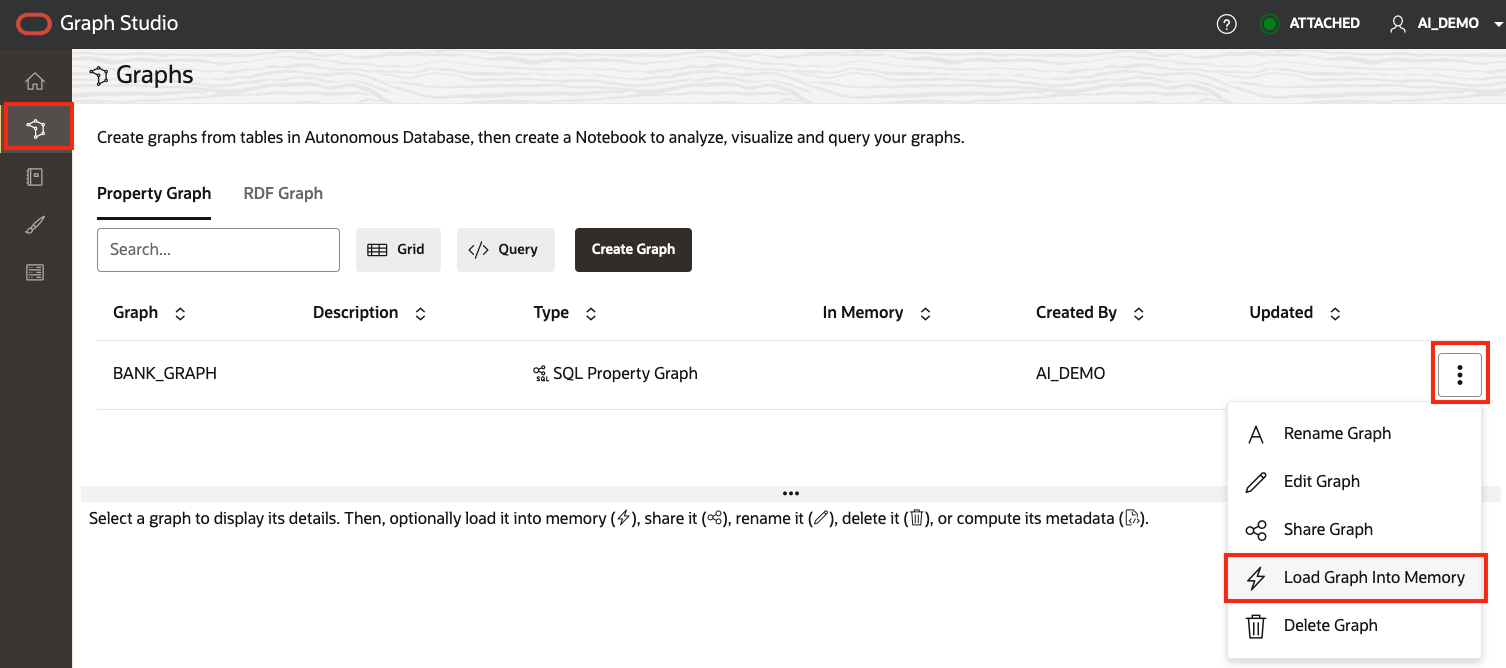 Graph Studio
ATTACHED AI_DEMO
Graphs
Create graphs from tables in Autonomous Database, then create a Notebook to analyze, visualize and query your graphs.
Property Graph RDF Graph
Search... Grid Query Create Graph
Graph Description Type In Memory Created By Updated
BANK_GRAPH SQL SQL Property Graph AI_DEMO
Rename Graph
Edit Graph
Select a graph to display its details. Then, optionally load it into memory (), share it (), rename it (), delete it (), or compute its metadata ().
Share Graph
Load Graph Into Memory
Delete Graph